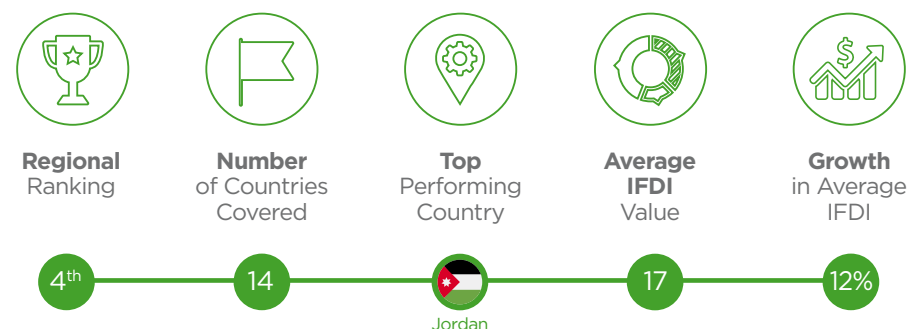 Regional
Ranking
Number
of Countries
Covered
Top
Performing
Country
Average
IFDI
Value
Growth
in Average
IFDI
4th
14
17
12%
Jordan
$